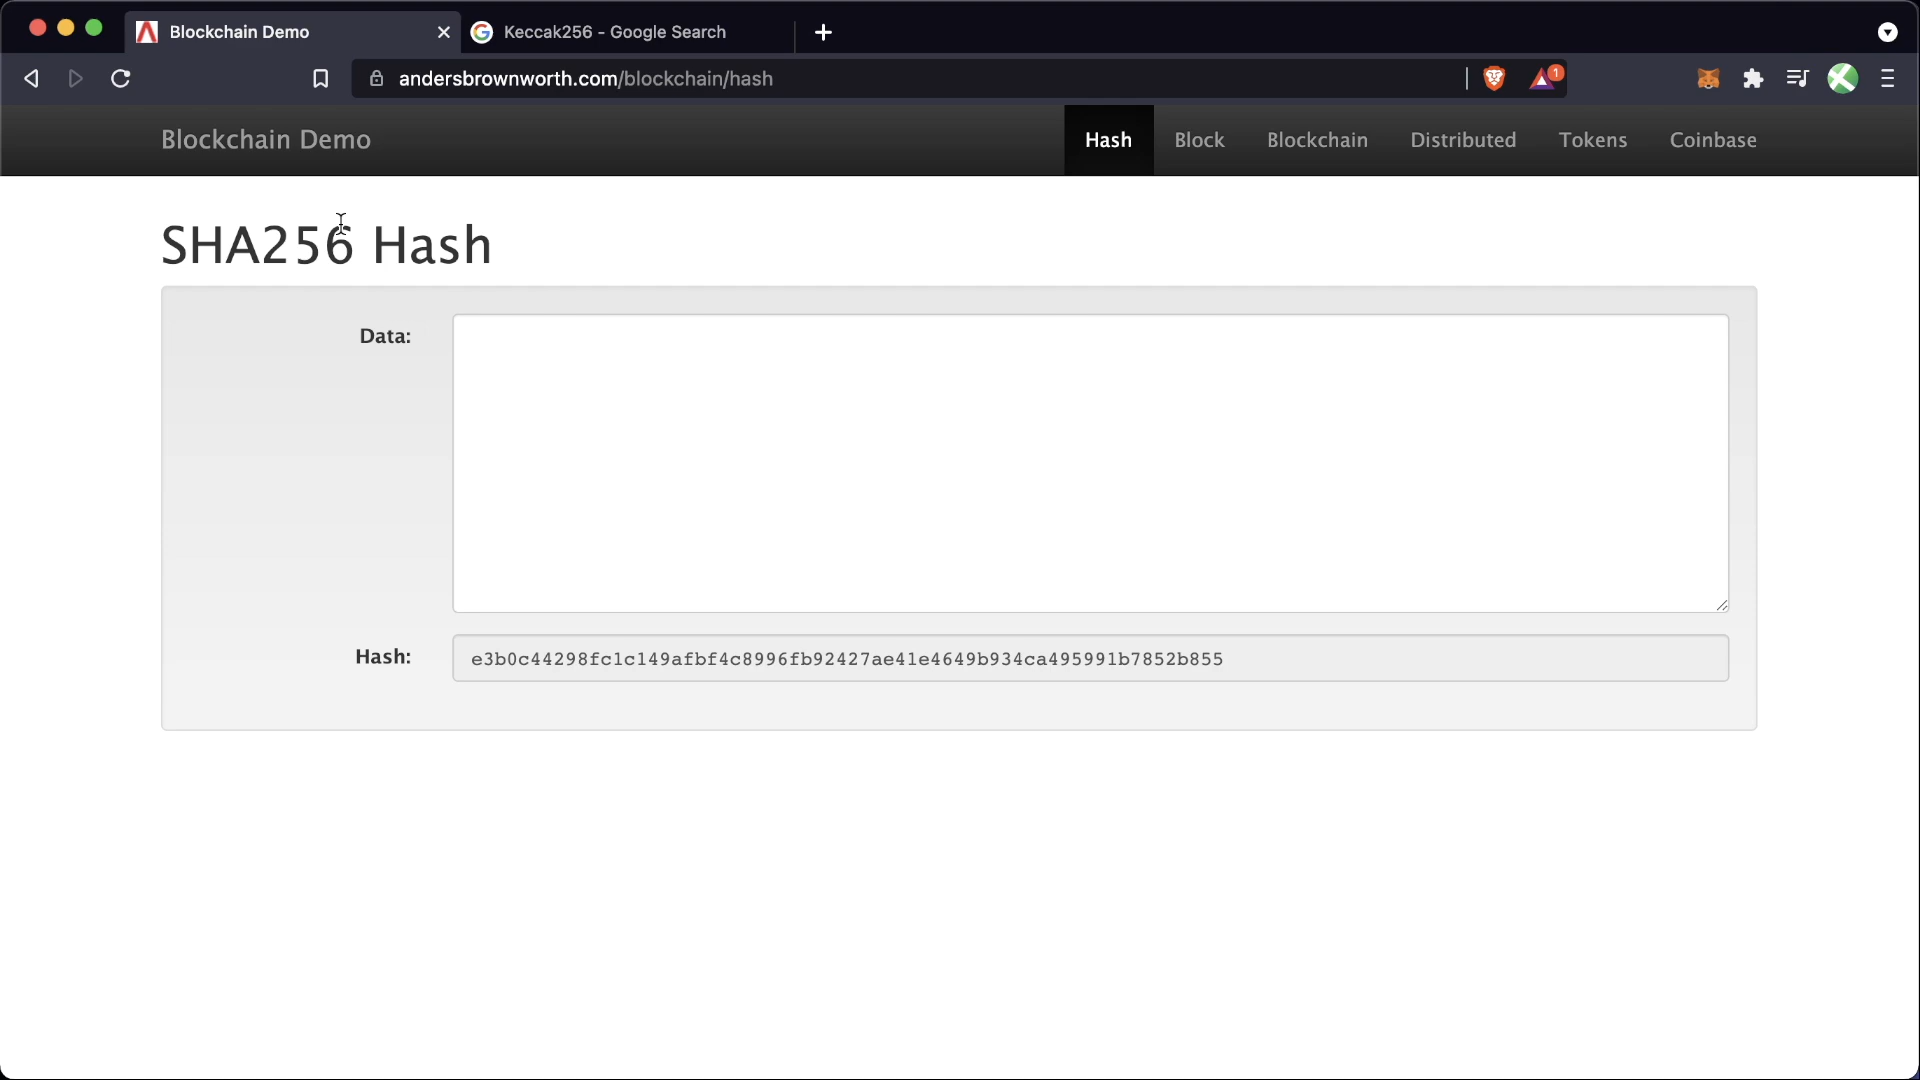 Blockchain Demo
Keccak256 - Google Search
andersbrownworth.com/blockchain/hash
1
Blockchain Demo
Hash
Block
Blockchain
Distributed
Tokens
Coinbase
SHA256 Hash
Data:
Hash:
e3b0c44298fc1c149afbf4c8996fb92427ae41e4649b934ca495991b7852b855